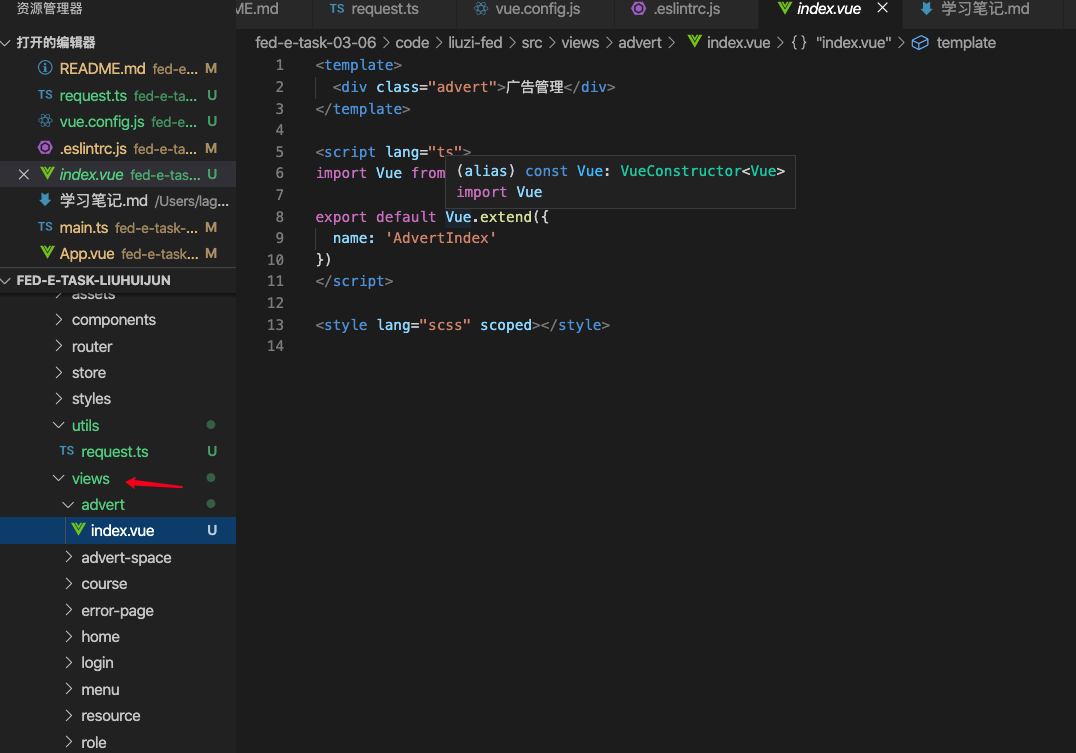 资源管理器
ME.md
TS request.ts
vue.config.js
.eslintrc.js
index.vue
学习笔记.md
打开的编辑器
README.md fed-e... M
TS request.ts fed-e-ta... U
vue.config.js fed-e-... U
.eslintrc.js fed-e-ta... M
index.vue fed-e-tas... U
学习笔记.md /Users/lag...
TS main.ts fed-e-task-... M
App.vue fed-e-task... M
FED-E-TASK-LIUHUIJUN
assets
components
router
store
styles
utils
TS request.ts U
views
advert
index.vue U
advert-space
course
error-page
home
login
menu
resource
role
fed-e-task-03-06 > code > liuzi-fed > src > views > advert > index.vue > {} "index.vue" > template
1 <template>
2 <div class="advert">广告管理</div>
3 </template>
4
5 <script lang="ts">
6 import Vue from
(alias) const Vue: VueConstructor<Vue>
import Vue
7
8 export default Vue.extend({
9 name: 'AdvertIndex'
10 })
11 </script>
12
13 <style lang="scss" scoped></style>
14